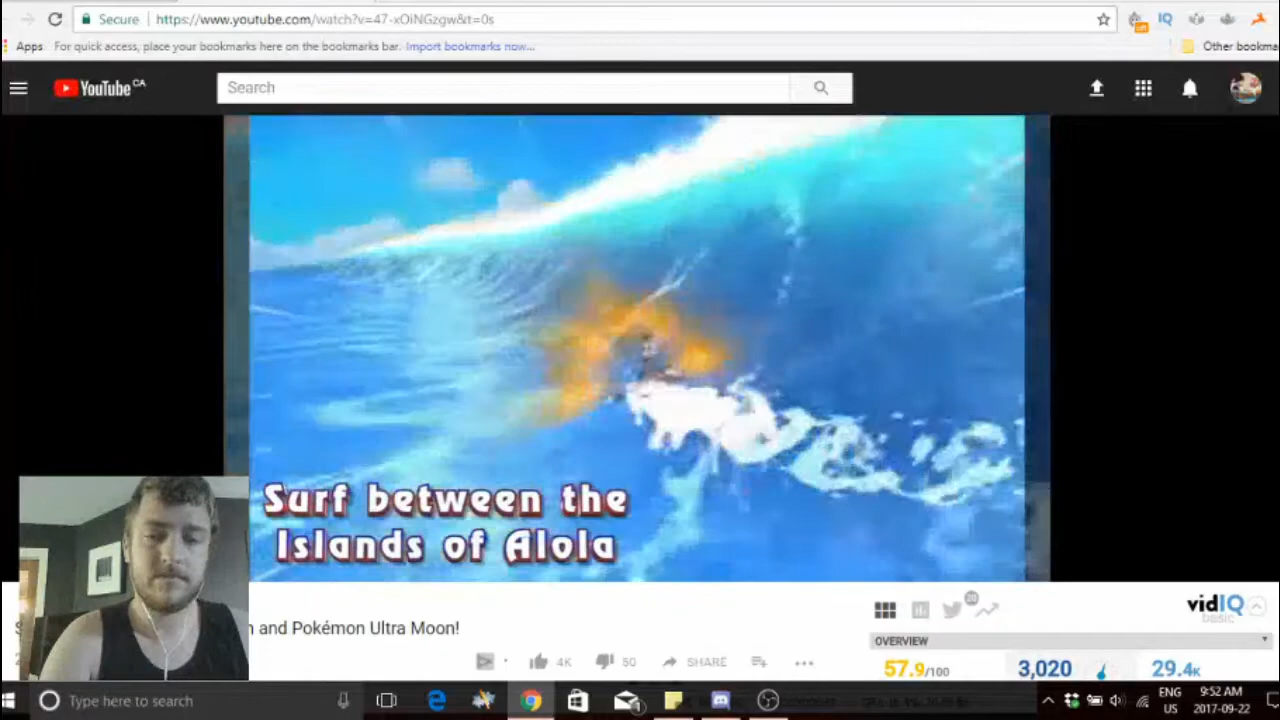 Secure https://www.youtube.com/watch?v=47-xOiNGzgw&t=0s
Apps For quick access, place your bookmarks here on the bookmarks bar. Import bookmarks now... Other bookma
YouTube CA Search
Surf between the
Islands of Alola
and Pokémon Ultra Moon!
4K 50 SHARE
20
vidIQ
basic
OVERVIEW
57.9/100 3,020 29.4K
Type here to search
ENG
US
9:52 AM
2017-09-22